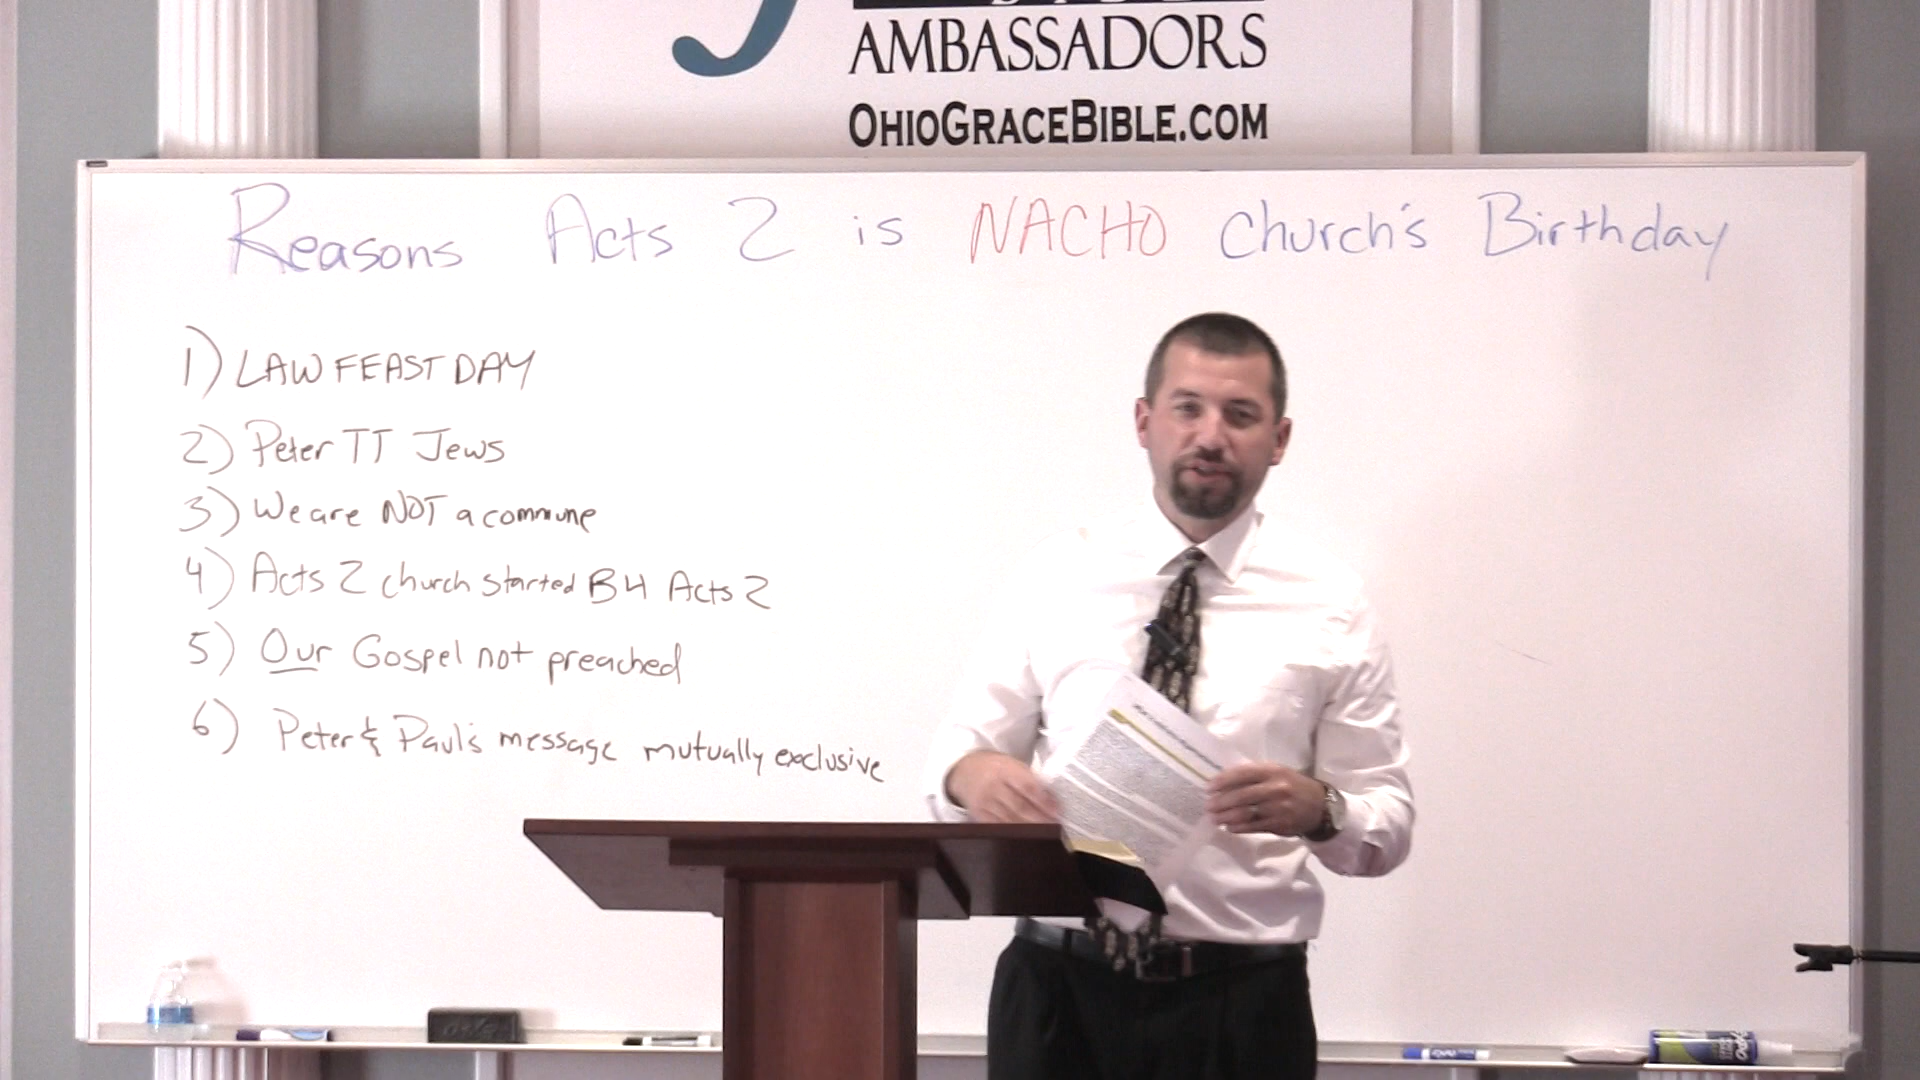 AMBASSADORS
OHIOGRACEBIBLE.COM
Reasons Acts 2 is NACHO Church's Birthday
1) LAW FEAST DAY
2) Peter TT Jews
3) We are NOT a commune
4) Acts 2 church started B4 Acts 2
5) Our Gospel not preached
6) Peter & Paul's message mutually exclusive
EXPO